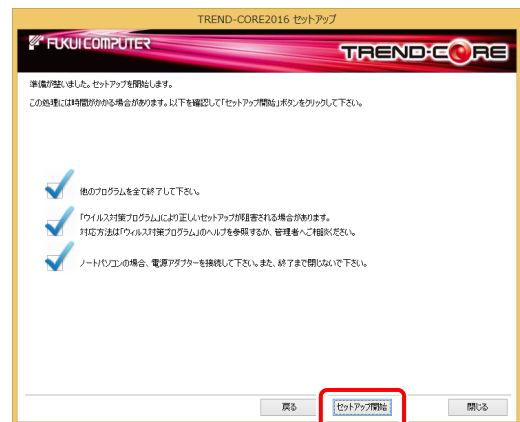 TREND-CORE2016 セットアップ
FUKUI COMPUTER
TREND-CORE
準備が整いました。セットアップを開始します。
この処理には時間がかかる場合があります。以下を確認して「セットアップ開始」ボタンをクリックして下さい。
他のプログラムを全て終了して下さい。
「ウイルス対策プログラム」により正しいセットアップが阻害される場合があります。
対応方法は「ウィルス対策プログラム」のヘルプを参照するか、管理者へご相談ください。
ノートパソコンの場合、電源アダプターを接続して下さい。また、終了まで閉じないで下さい。
戻る
セットアップ開始
閉じる